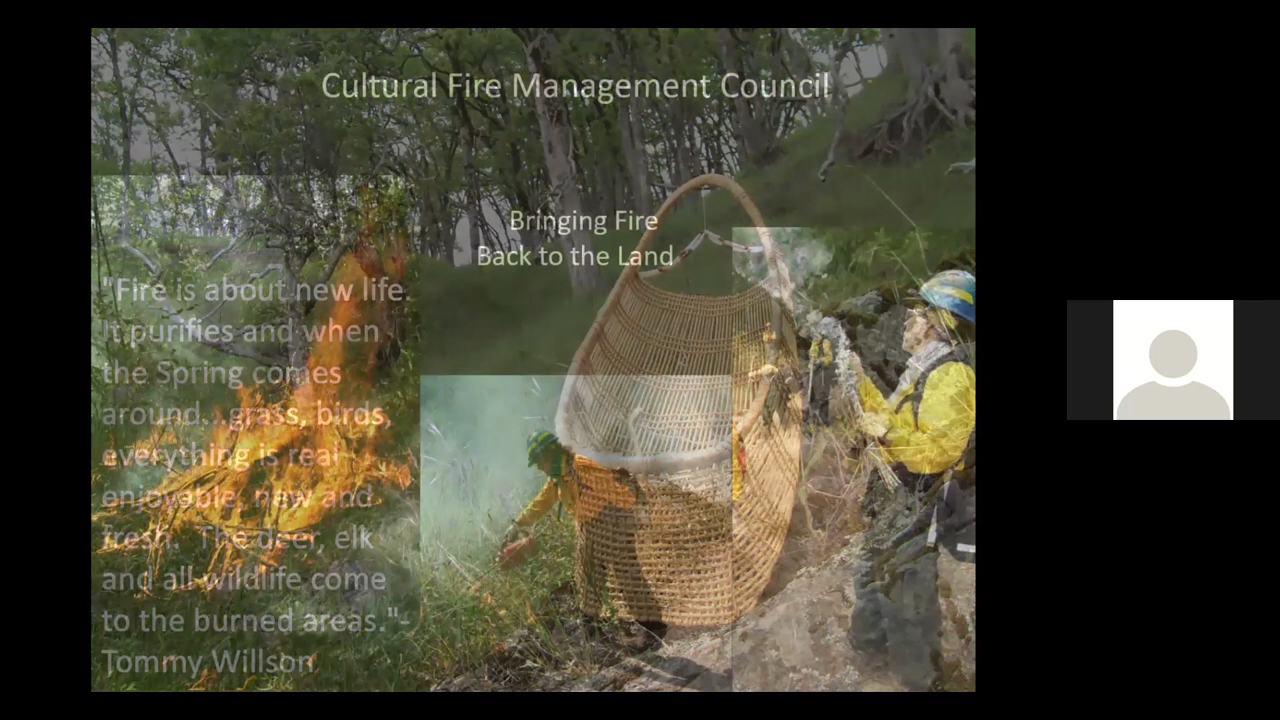 Cultural Fire Management Council
Bringing Fire
Back to the Land
"Fire is about new life.
It purifies and when
the Spring comes
around...grass, birds,
everything is real
enjoyable, new and
fresh.  The deer, elk
and all wildlife come
to the burned areas."-
Tommy Willson